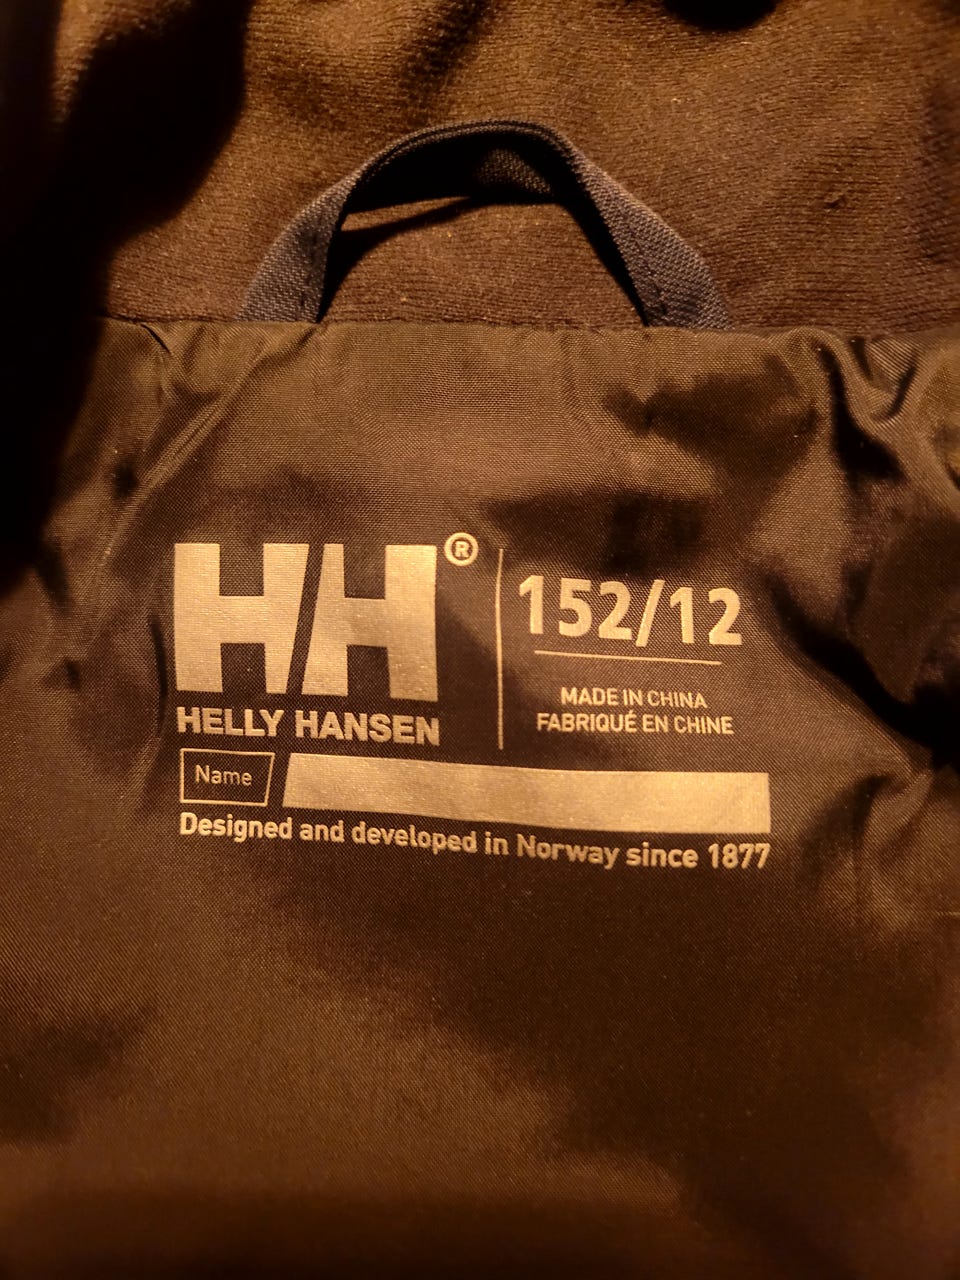 HH®
HELLY HANSEN
152/12
MADE IN CHINA
FABRIQUÉ EN CHINE
Name
Designed and developed in Norway since 1877